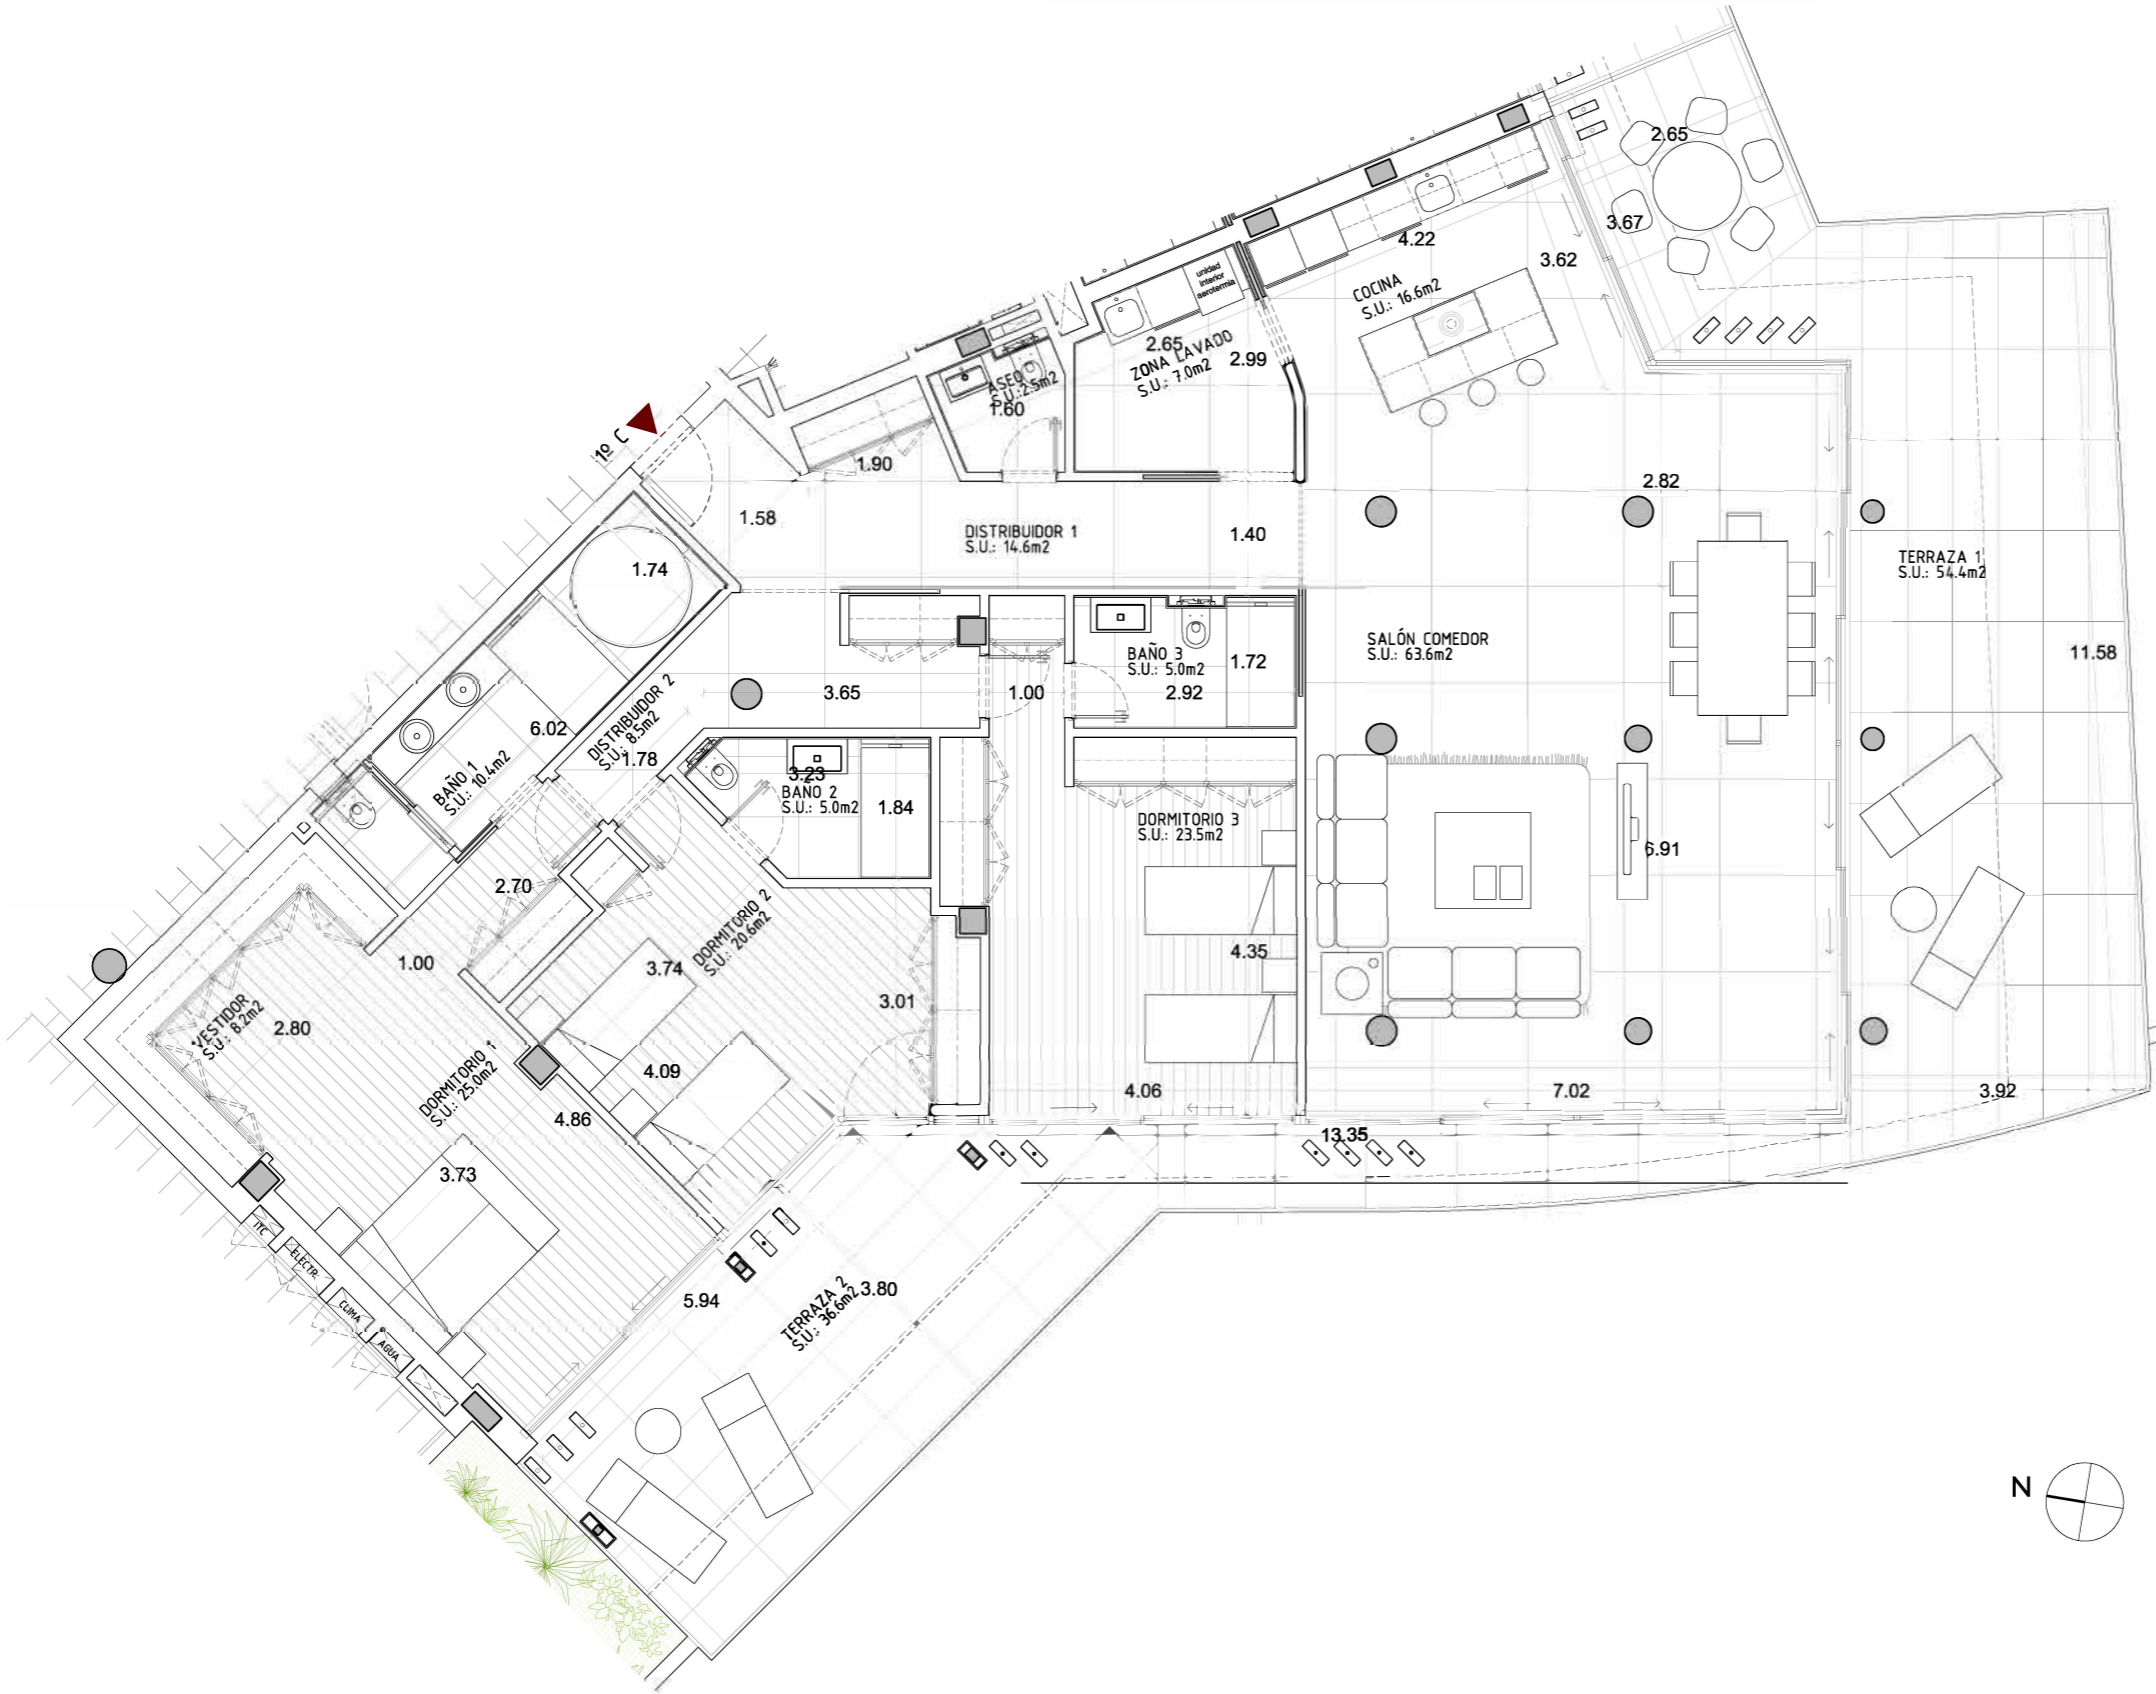 2.65
3.67
4.22
3.62
COCINA
S.U.: 16.6m2
unidad
interior
aerotermia
2.65
ZONA LAVADO
S.U.: 7.0m2
2.99
ASEO
S.U.:2.5m2
1.60
1º C
1.90
2.82
1.58
DISTRIBUIDOR 1
S.U.: 14.6m2
1.40
1.74
TERRAZA 1
S.U.: 54.4m2
SALÓN COMEDOR
S.U.: 63.6m2
11.58
BAÑO 3
S.U.: 5.0m2
1.72
3.65
1.00
2.92
DISTRIBUIDOR 2
S.U.: 8.5m2
6.02
1.78
BAÑO 1
S.U.: 10.4m2
3.23
BAÑO 2
S.U.: 5.0m2
1.84
DORMITORIO 3
S.U.: 23.5m2
6.91
2.70
DORMITORIO 2
S.U.: 20.6m2
3.74
4.35
1.00
3.01
VESTIDOR
S.U.: 8.2m2
2.80
DORMITORIO 1
S.U.: 25.0m2
4.09
4.06
7.02
3.92
4.86
13.35
3.73
ITC
ELECTR.
CLIMA
AGUA
5.94
TERRAZA 2
S.U.: 36.6m2
3.80
N